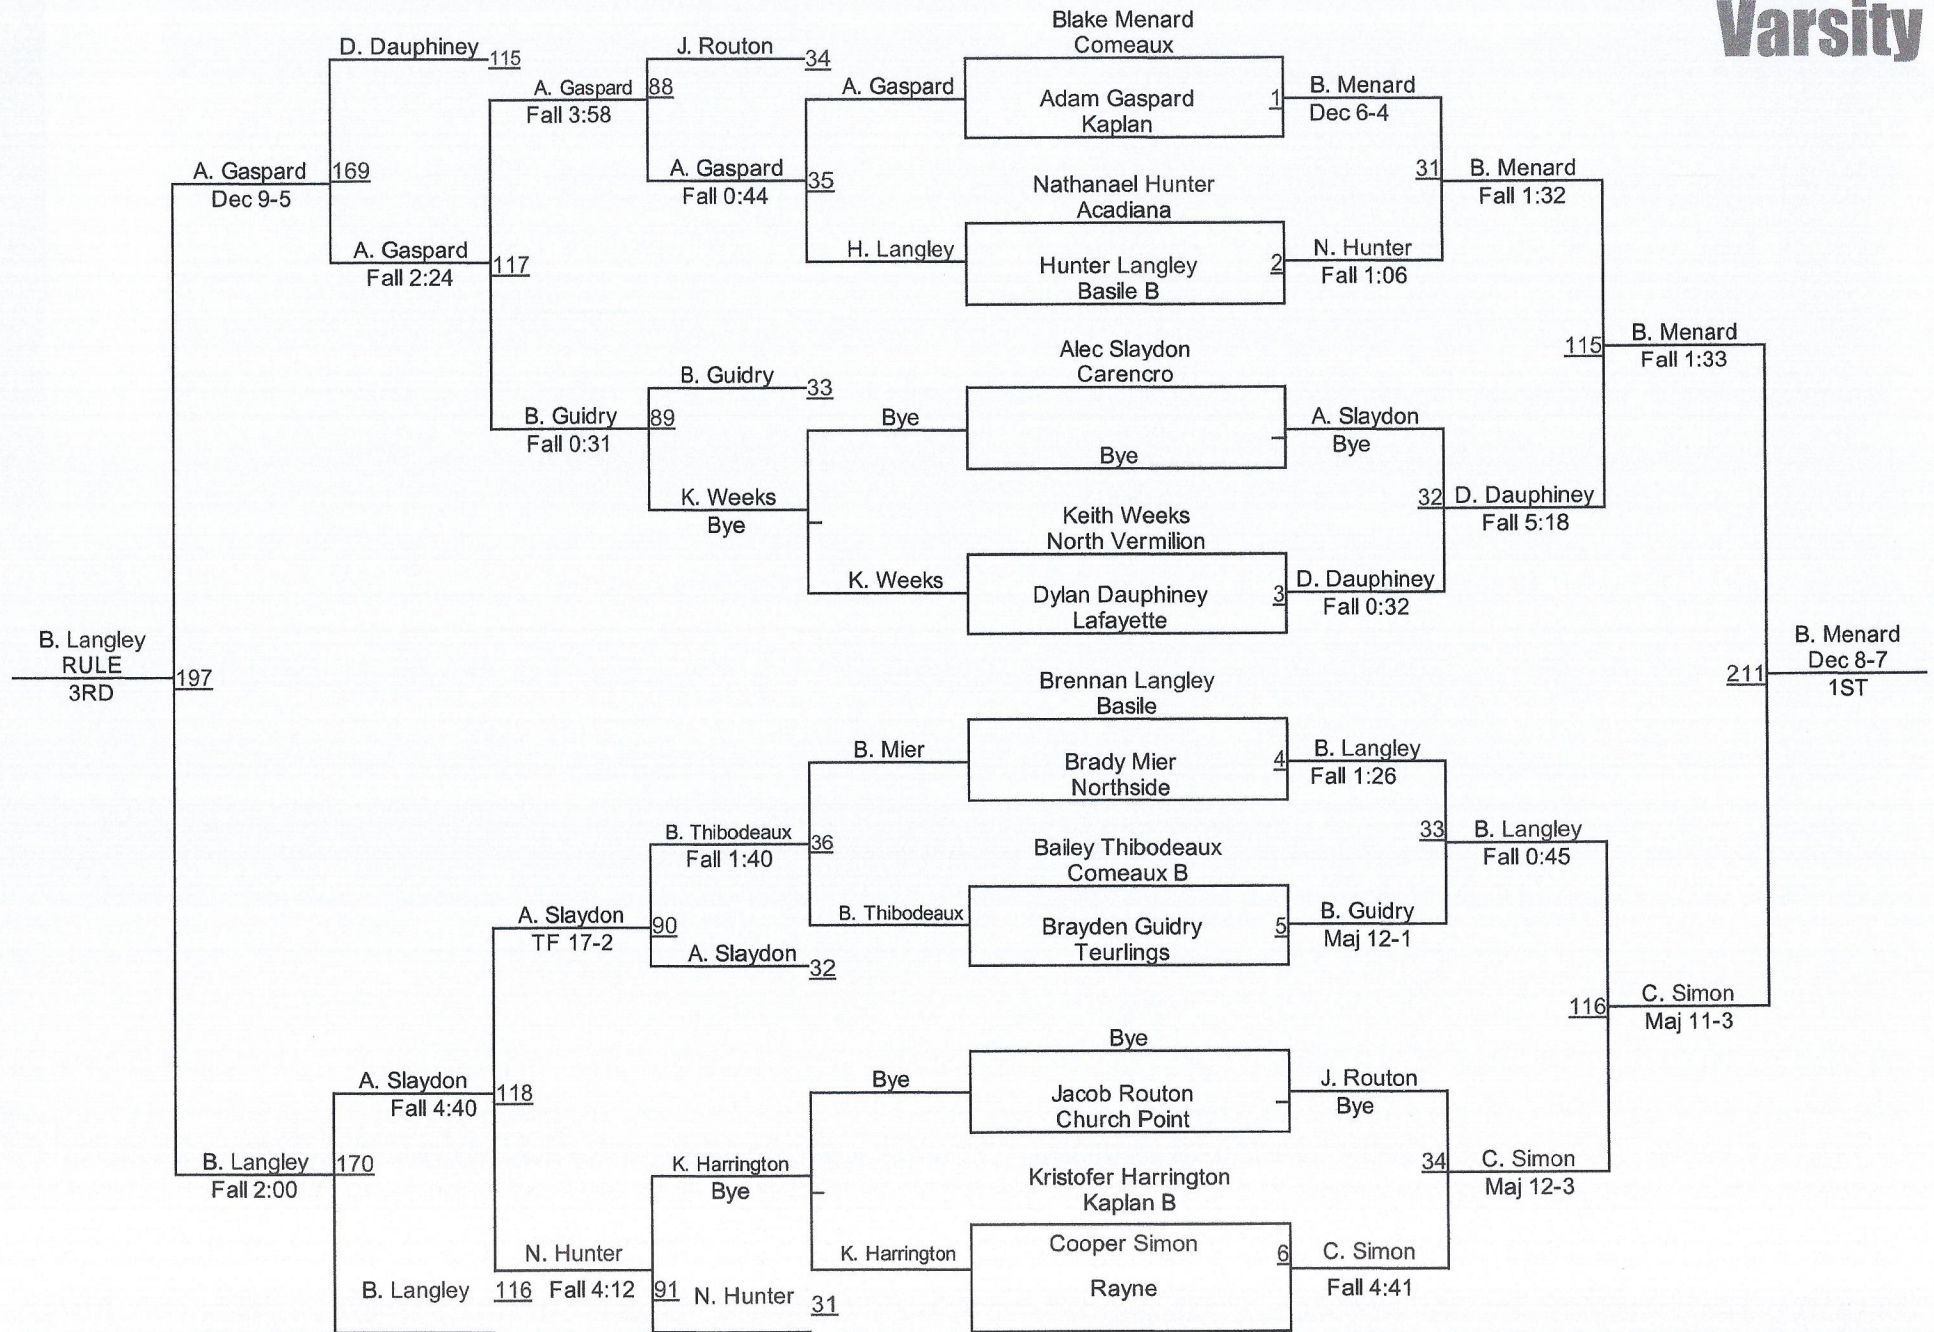 Varsity
Blake Menard
Comeaux
D. Dauphiney 115
J. Routon 34
A. Gaspard 88
Fall 3:58
A. Gaspard
Adam Gaspard 1
Kaplan
B. Menard
Dec 6-4
A. Gaspard 169
Dec 9-5
A. Gaspard 35
Fall 0:44
Nathanael Hunter
Acadiana
31 B. Menard
Fall 1:32
A. Gaspard 117
Fall 2:24
H. Langley
Hunter Langley 2
Basile B
N. Hunter
Fall 1:06
Alec Slaydon
Carencro
115 B. Menard
Fall 1:33
B. Guidry 33
B. Guidry 89
Fall 0:31
Bye
Bye
A. Slaydon
Bye
K. Weeks
Bye
Keith Weeks
North Vermilion
32 D. Dauphiney
Fall 5:18
K. Weeks
Dylan Dauphiney 3
Lafayette
D. Dauphiney
Fall 0:32
B. Langley
RULE
3RD
197
Brennan Langley
Basile
211
B. Menard
Dec 8-7
1ST
B. Mier
Brady Mier 4
Northside
B. Langley
Fall 1:26
B. Thibodeaux 36
Fall 1:40
Bailey Thibodeaux
Comeaux B
33 B. Langley
Fall 0:45
A. Slaydon 90
TF 17-2
B. Thibodeaux
Brayden Guidry 5
Teurlings
B. Guidry
Maj 12-1
A. Slaydon 32
116 C. Simon
Maj 11-3
Bye
A. Slaydon 118
Fall 4:40
Bye
Jacob Routon
Church Point
J. Routon
Bye
B. Langley 170
Fall 2:00
K. Harrington
Bye
Kristofer Harrington
Kaplan B
34 C. Simon
Maj 12-3
N. Hunter
Fall 4:12 91
K. Harrington
Cooper Simon 6
Rayne
C. Simon
Fall 4:41
B. Langley 116
N. Hunter 31